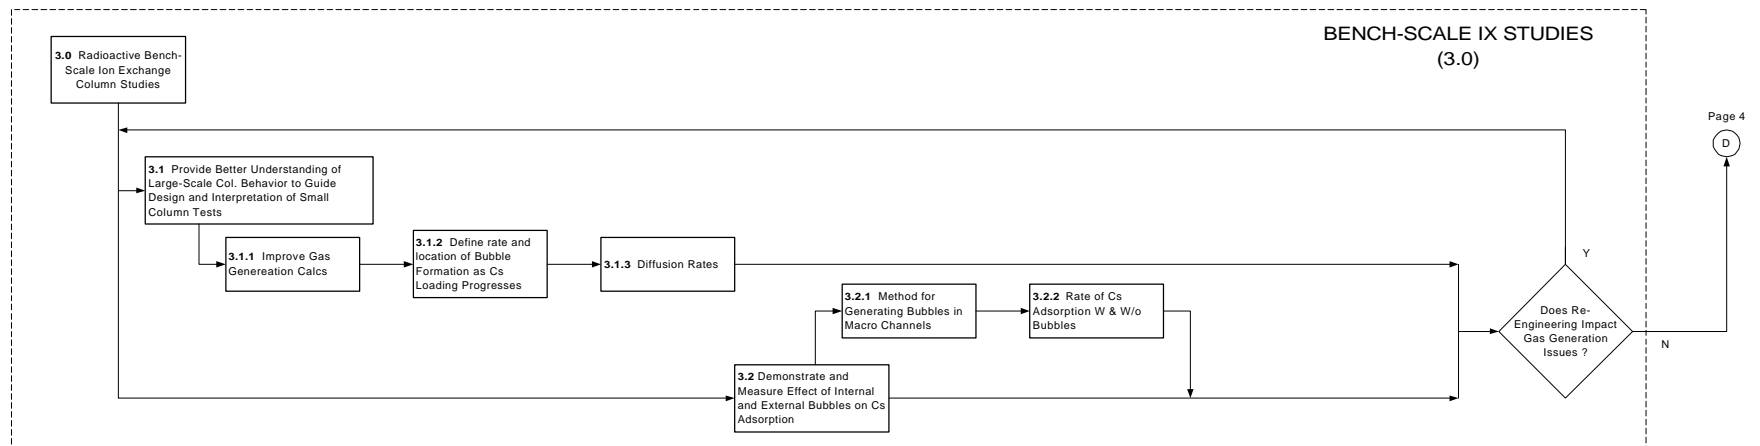 BENCH-SCALE IX STUDIES
(3.0)
3.0 Radioactive Bench-
Scale Ion Exchange
Column Studies
Page 4
D
3.1 Provide Better Understanding of
Large-Scale Col. Behavior to Guide
Design and Interpretation of Small
Column Tests
3.1.1 Improve Gas
Genereation Calcs
3.1.2 Define rate and
location of Bubble
Formation as Cs
Loading Progresses
3.1.3 Diffusion Rates
Y
3.2.1 Method for
Generating Bubbles in
Macro Channels
3.2.2 Rate of Cs
Adsorption W & W/o
Bubbles
Does Re-
Engineering Impact
Gas Generation
Issues ?
N
3.2 Demonstrate and
Measure Effect of Internal
and External Bubbles on Cs
Adsorption